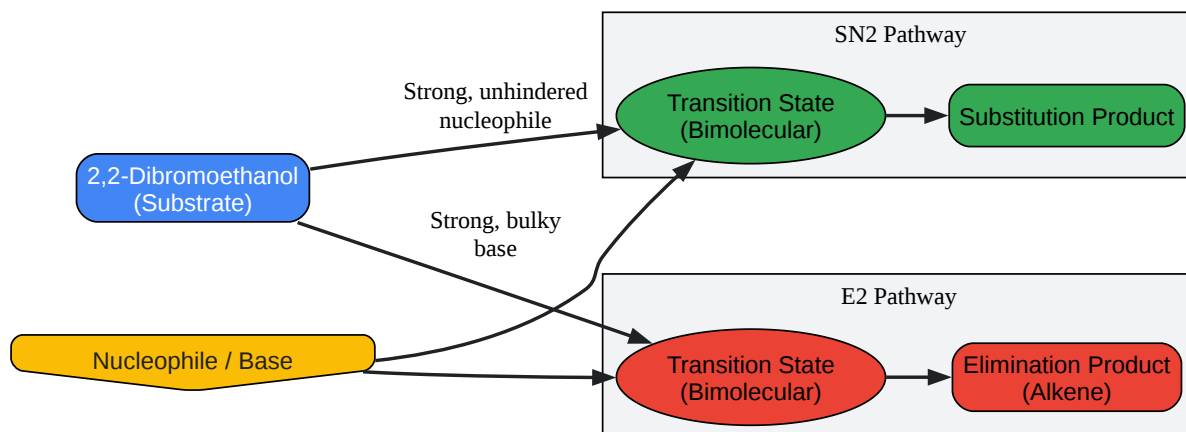 SN2 Pathway
Strong, unhindered
nucleophile
Transition State
(Bimolecular)
Substitution Product
2,2-Dibromoethanol
(Substrate)
Strong, bulky
base
E2 Pathway
Nucleophile / Base
Transition State
(Bimolecular)
Elimination Product
(Alkene)